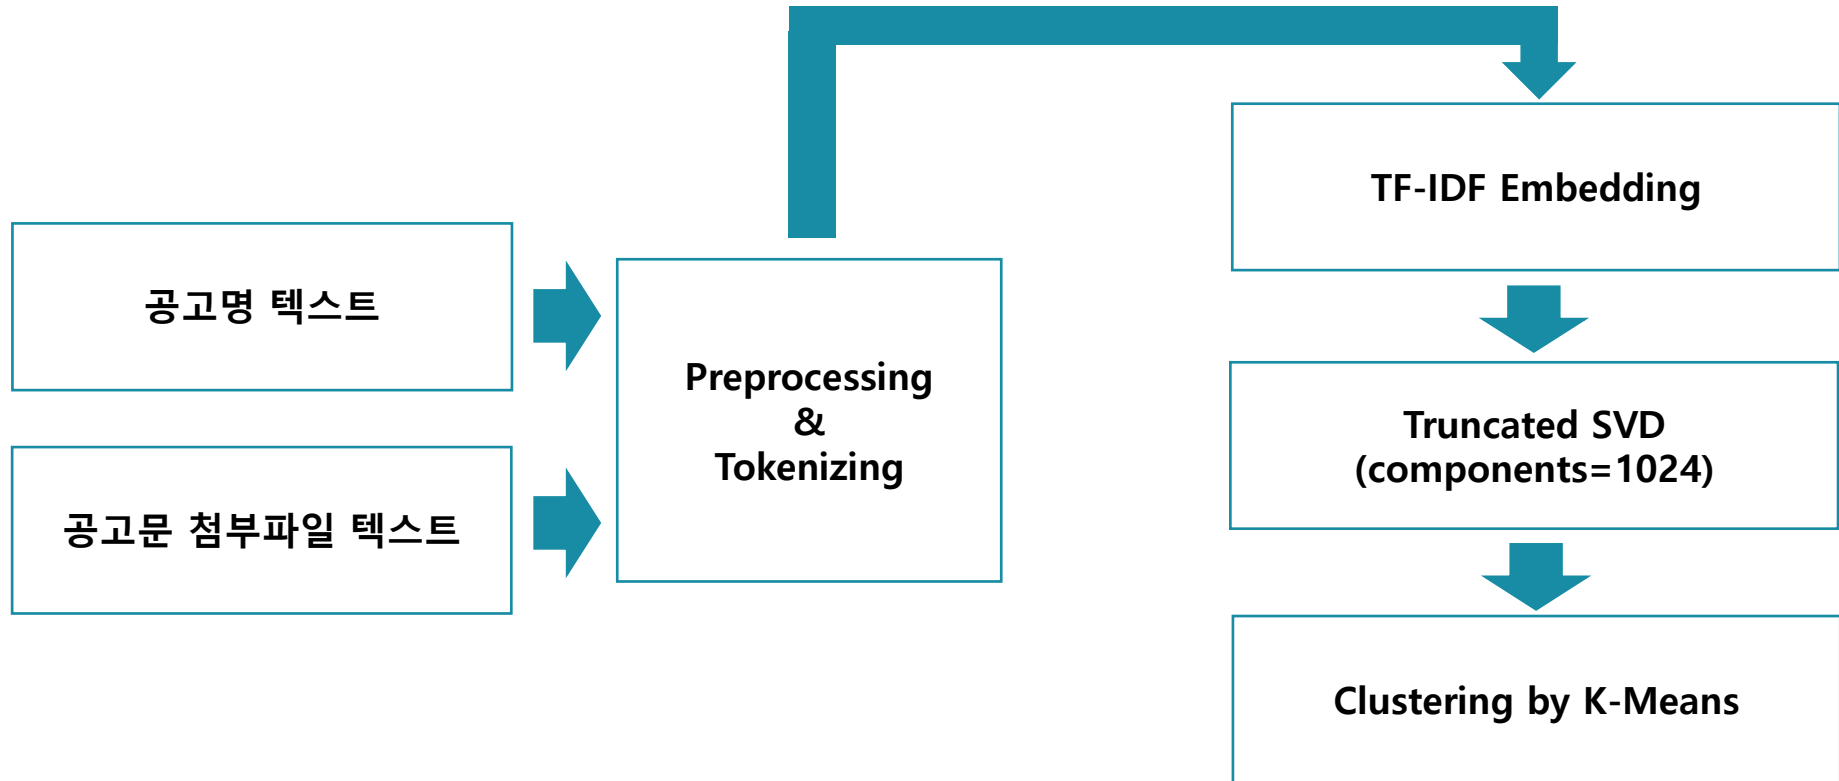 공고명 텍스트
공고문 첨부파일 텍스트
Preprocessing
&
Tokenizing
TF-IDF Embedding
Truncated SVD
(components=1024)
Clustering by K-Means